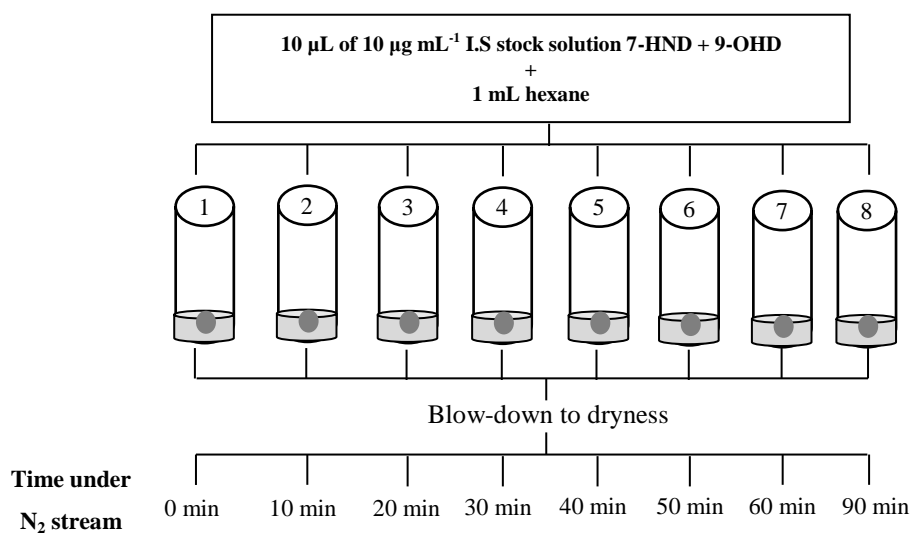 10 µL of 10 µg mL⁻¹ I.S stock solution 7-HND + 9-OHD
+
1 mL hexane
1 2 3 4 5 6 7 8
Blow-down to dryness
Time under
N₂ stream
0 min 10 min 20 min 30 min 40 min 50 min 60 min 90 min